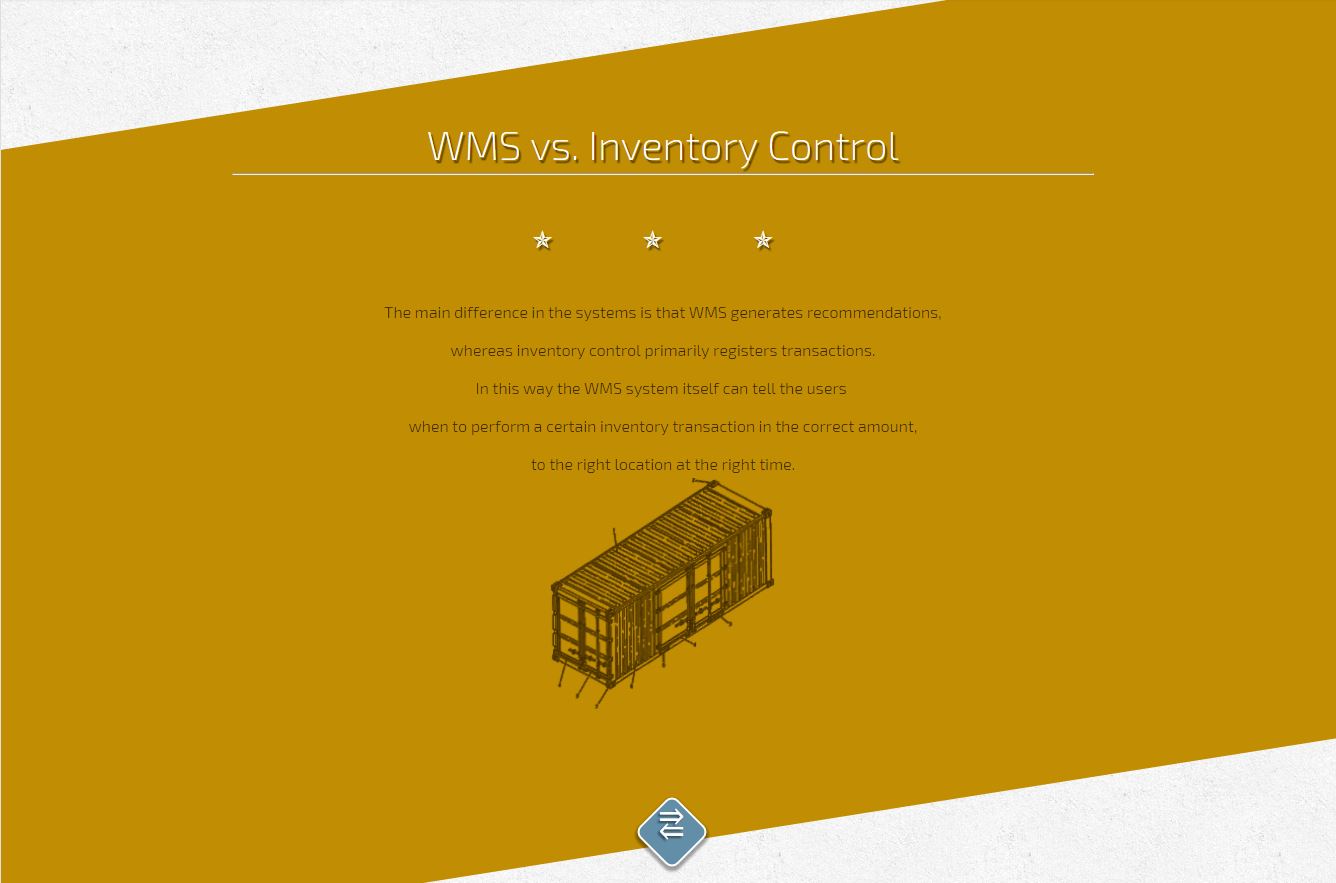 WMS vs. Inventory Control
The main difference in the systems is that WMS generates recommendations,
whereas inventory control primarily registers transactions.
In this way the WMS system itself can tell the users
when to perform a certain inventory transaction in the correct amount,
to the right location at the right time.